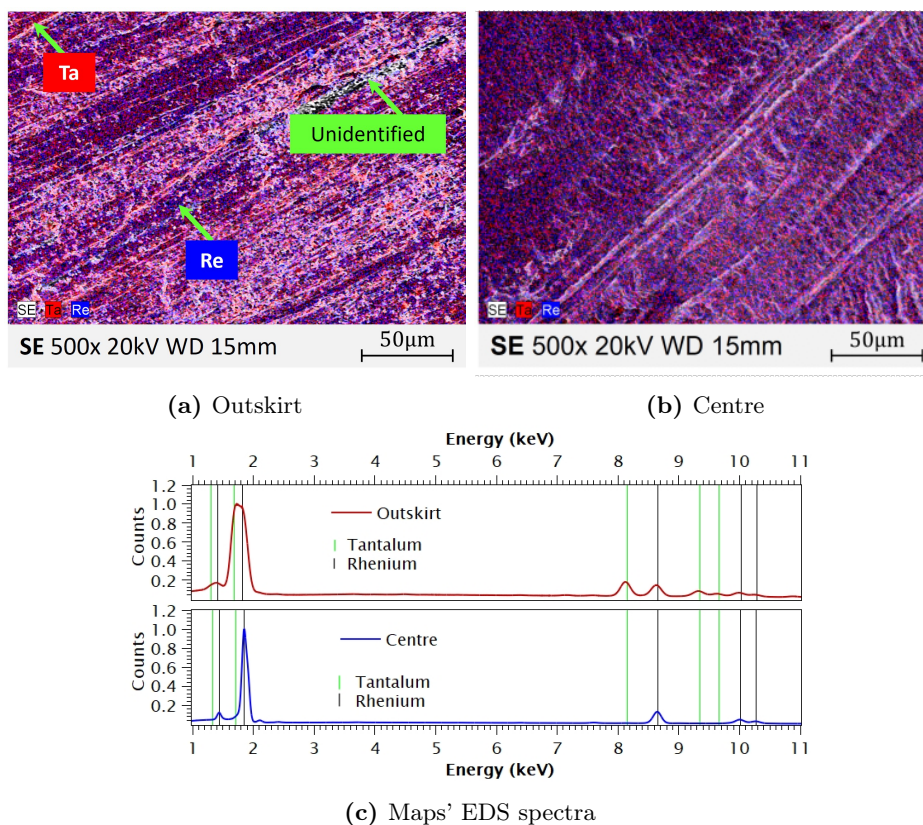 Ta
Unidentified
Re
SE Ta Re
SE 500x 20kV WD 15mm 50μm
SE Ta Re
SE 500x 20kV WD 15mm 50μm
(a) Outskirt
(b) Centre
Energy (keV)
1 2 3 4 5 6 7 8 9 10 11
1.2
1.0
0.8
0.6
0.4
0.2
Counts
Outskirt
Tantalum
Rhenium
1.2
1.0
0.8
0.6
0.4
0.2
Counts
Centre
Tantalum
Rhenium
1 2 3 4 5 6 7 8 9 10 11
Energy (keV)
(c) Maps' EDS spectra